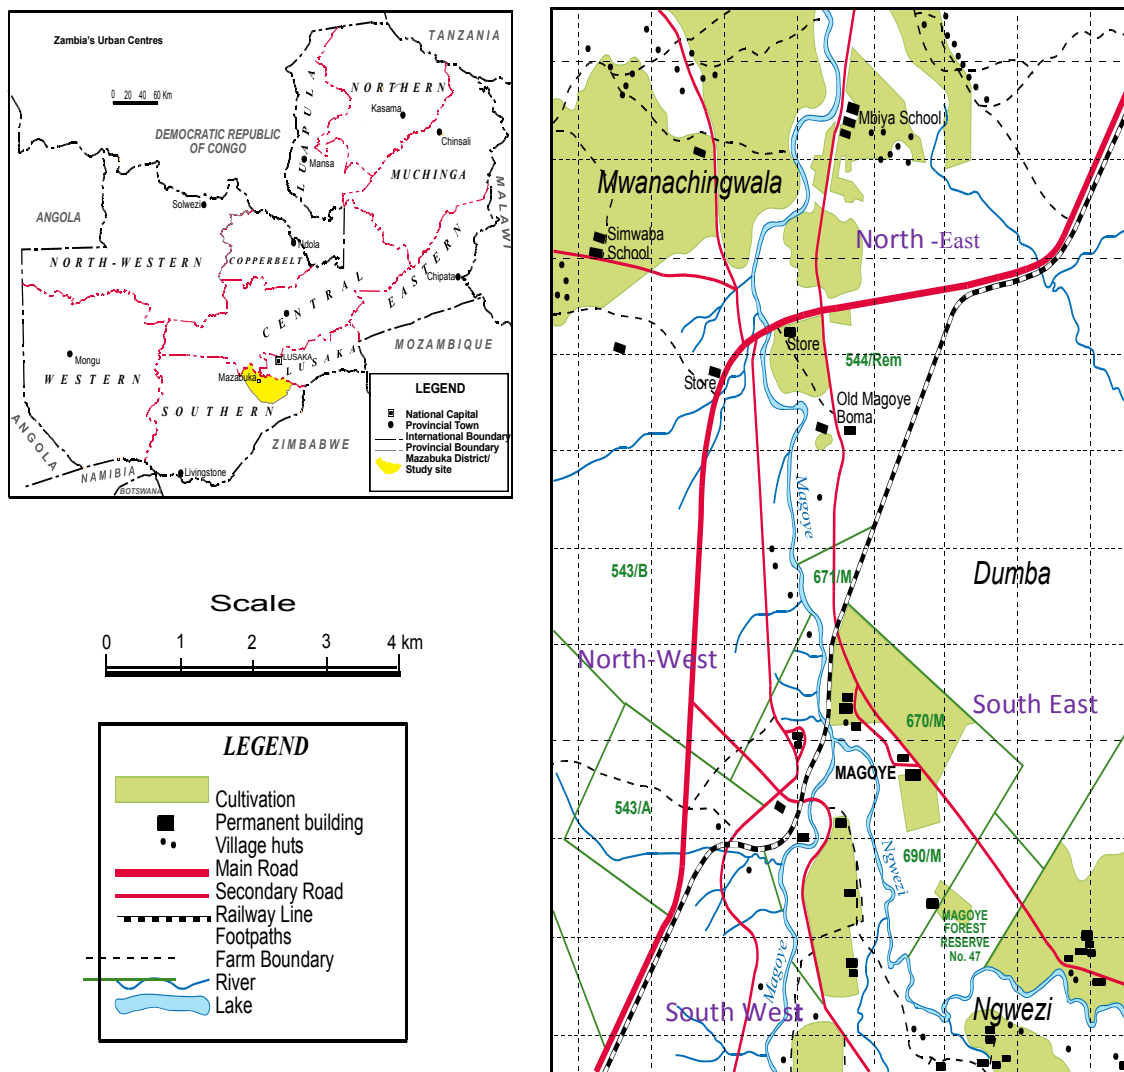 Zambia's Urban Centres
0 20 40 60 Km
TANZANIA
NORTHERN
LUAPULA
Kasama
Chinsali
DEMOCRATIC REPUBLIC
OF CONGO
Mansa
MUCHINGA
MALAWI
Solwezi
ANGOLA
Ndola
COPPERBELT
NORTH-WESTERN
EASTERN
Chipata
CENTRAL
MOZAMBIQUE
Mongu
WESTERN
LUSAKA
LUSAKA
Mazabuka
SOUTHERN
ZIMBABWE
ANGOLA
NAMIBIA
BOTSWANA
Livingstone
LEGEND
National Capital
Provincial Town
International Boundary
Provincial Boundary
Mazabuka District/
Study site
Scale
0 1 2 3 4 km
LEGEND
Cultivation
Permanent building
Village huts
Main Road
Secondary Road
Railway Line
Footpaths
Farm Boundary
River
Lake
Mbiya School
Mwanachingwala
Simwaba
School
North -East
Store
544/Rem
Store
Old Magoye
Boma
Magoye
543/B
671/M
Dumba
North-West
South East
670/M
MAGOYE
543/A
690/M
Ngwezi
MAGOYE
FOREST
RESERVE
No. 47
Magoye
South West
Ngwezi